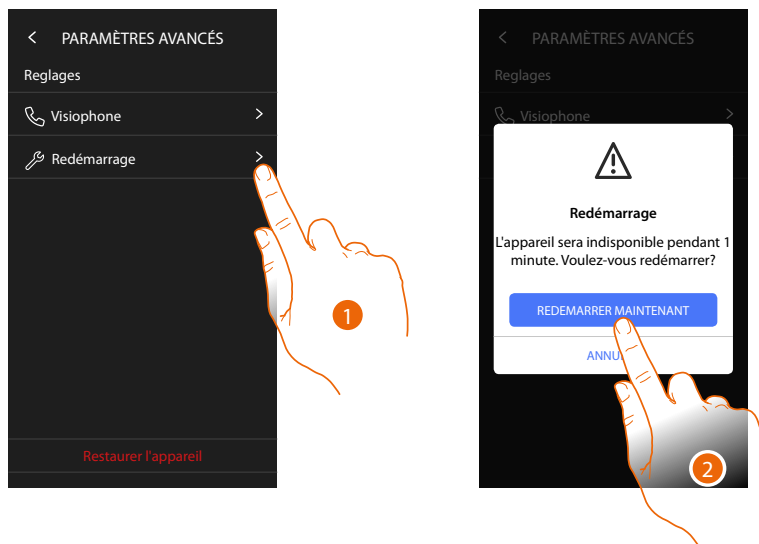 PARAMÈTRES AVANCÉS
Reglages
Visiophone
Redémarrage
1
Restaurer l'appareil
PARAMÈTRES AVANCÉS
Reglages
Visiophone
Redémarrage
L'appareil sera indisponible pendant 1
minute. Voulez-vous redémarrer?
REDEMARRER MAINTENANT
2